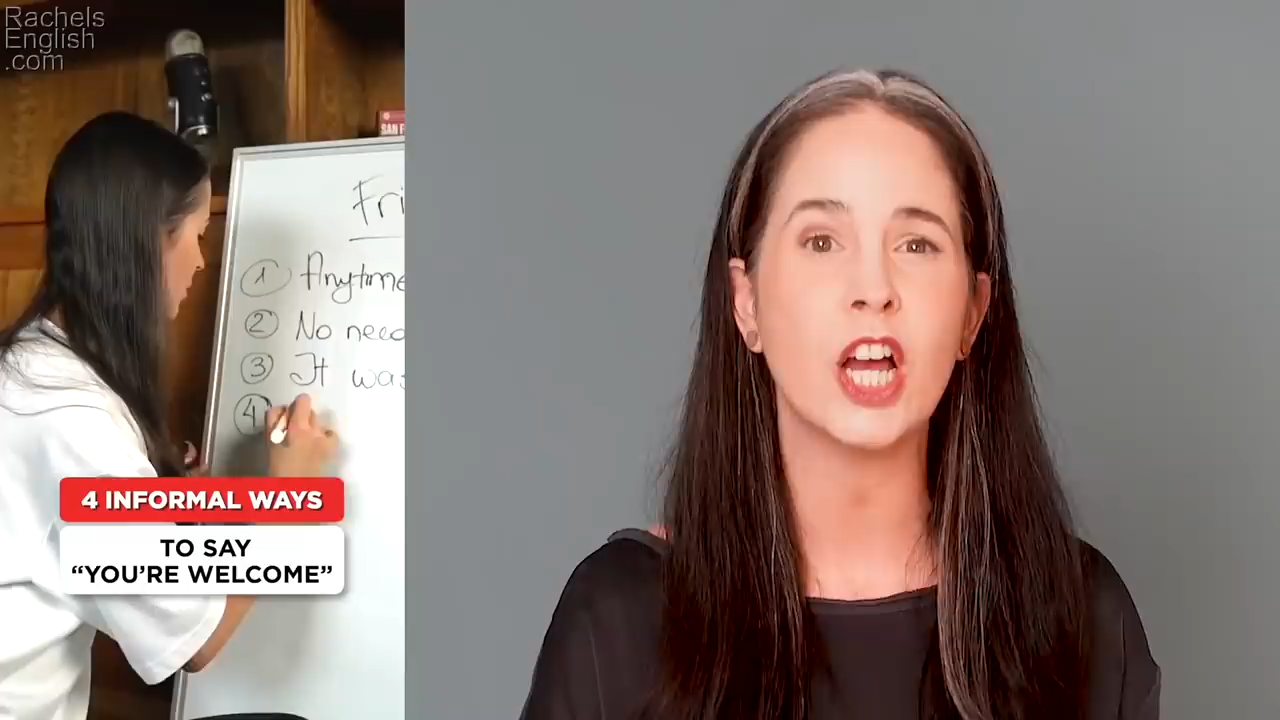 Rachels
English
.com
SAN F
Fri
1 Anytime
2 No need
3 It was
4
4 INFORMAL WAYS
TO SAY
“YOU’RE WELCOME”